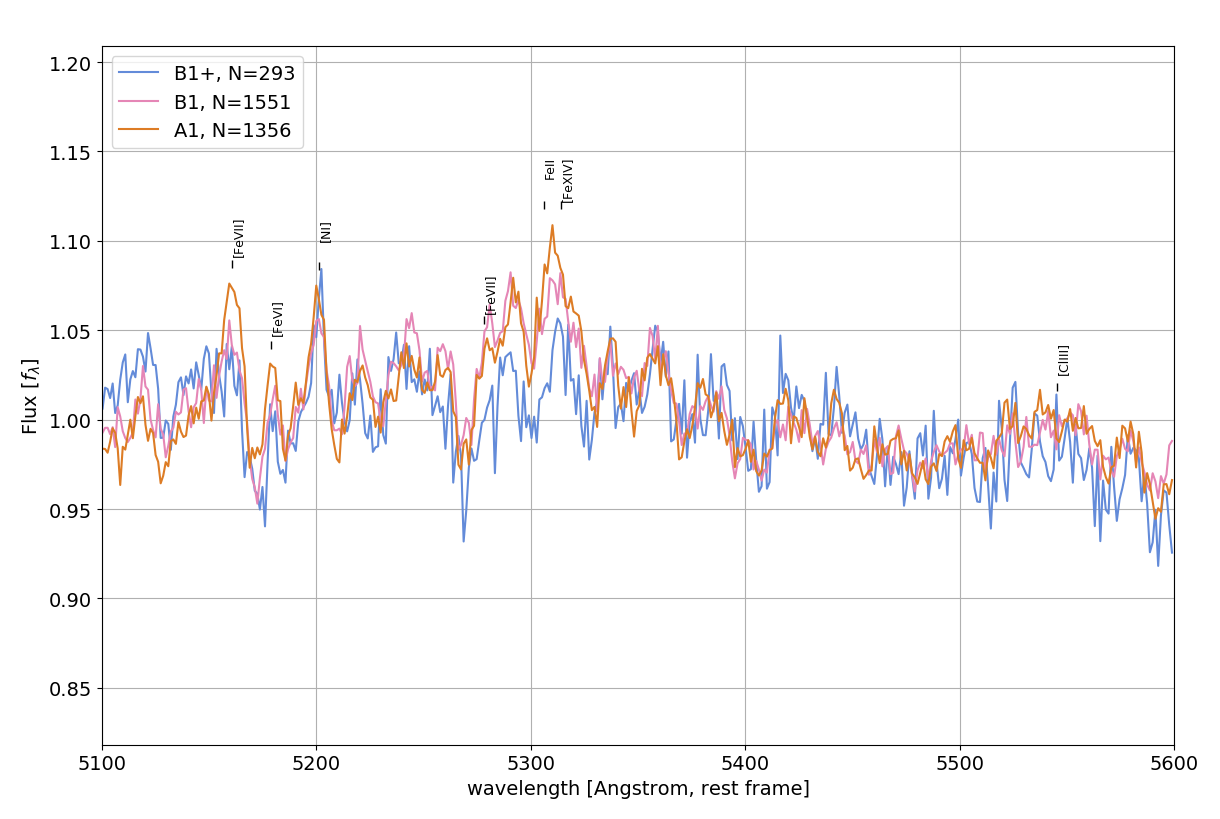 B1+, N=293
B1, N=1551
A1, N=1356
[FeVII]
[FeVI]
[NI]
[FeVII]
FeII
[FeXIV]
[ClIII]
1.20
1.15
1.10
1.05
1.00
0.95
0.90
0.85
Flux [fλ]
5100 5200 5300 5400 5500 5600
wavelength [Angstrom, rest frame]